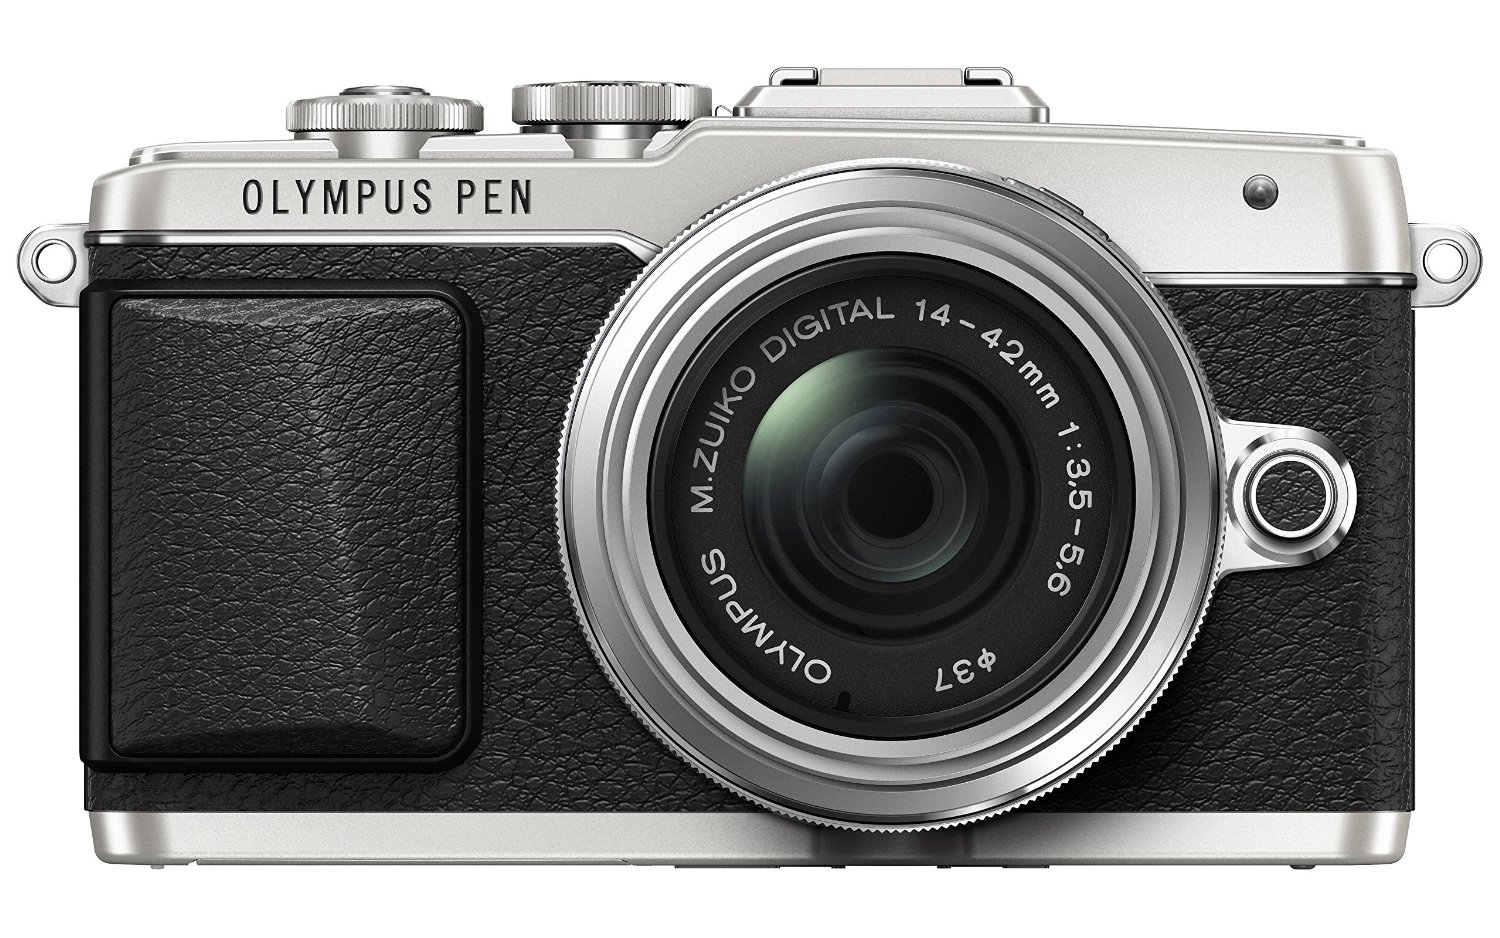 OLYMPUS PEN
OLYMPUS M.ZUIKO DIGITAL 14-42mm 1:3,5-5,6 ϕ37